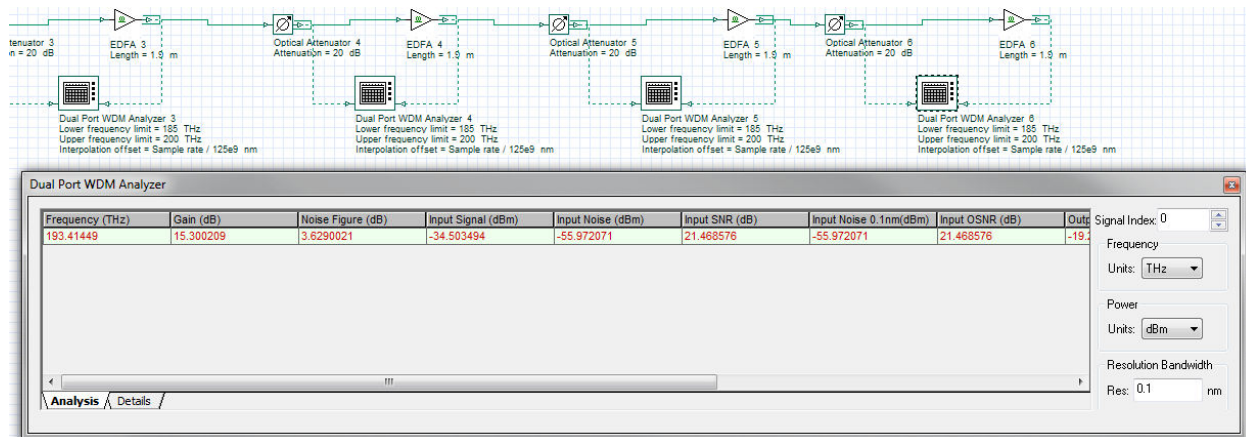 tenuator 3
n = 20 dB
EDFA 3
Length = 1.9 m
Optical Attenuator 4
Attenuation = 20 dB
EDFA 4
Length = 1.9 m
Optical Attenuator 5
Attenuation = 20 dB
EDFA 5
Length = 1.9 m
Optical Attenuator 6
Attenuation = 20 dB
EDFA 6
Length = 1.9 m
Dual Port WDM Analyzer 3
Lower frequency limit = 185 THz
Upper frequency limit = 200 THz
Interpolation offset = Sample rate / 125e9 nm
Dual Port WDM Analyzer 4
Lower frequency limit = 185 THz
Upper frequency limit = 200 THz
Interpolation offset = Sample rate / 125e9 nm
Dual Port WDM Analyzer 5
Lower frequency limit = 185 THz
Upper frequency limit = 200 THz
Interpolation offset = Sample rate / 125e9 nm
Dual Port WDM Analyzer 6
Lower frequency limit = 185 THz
Upper frequency limit = 200 THz
Interpolation offset = Sample rate / 125e9 nm
Dual Port WDM Analyzer
Frequency (THz) Gain (dB) Noise Figure (dB) Input Signal (dBm) Input Noise (dBm) Input SNR (dB) Input Noise 0.1nm(dBm) Input OSNR (dB) Outp
193.41449 15.300209 3.6290021 -34.503494 -55.972071 21.468576 -55.972071 21.468576 -19.2
Signal Index: 0
Frequency
Units: THz
Power
Units: dBm
Resolution Bandwidth
Res: 0.1 nm
Analysis Details